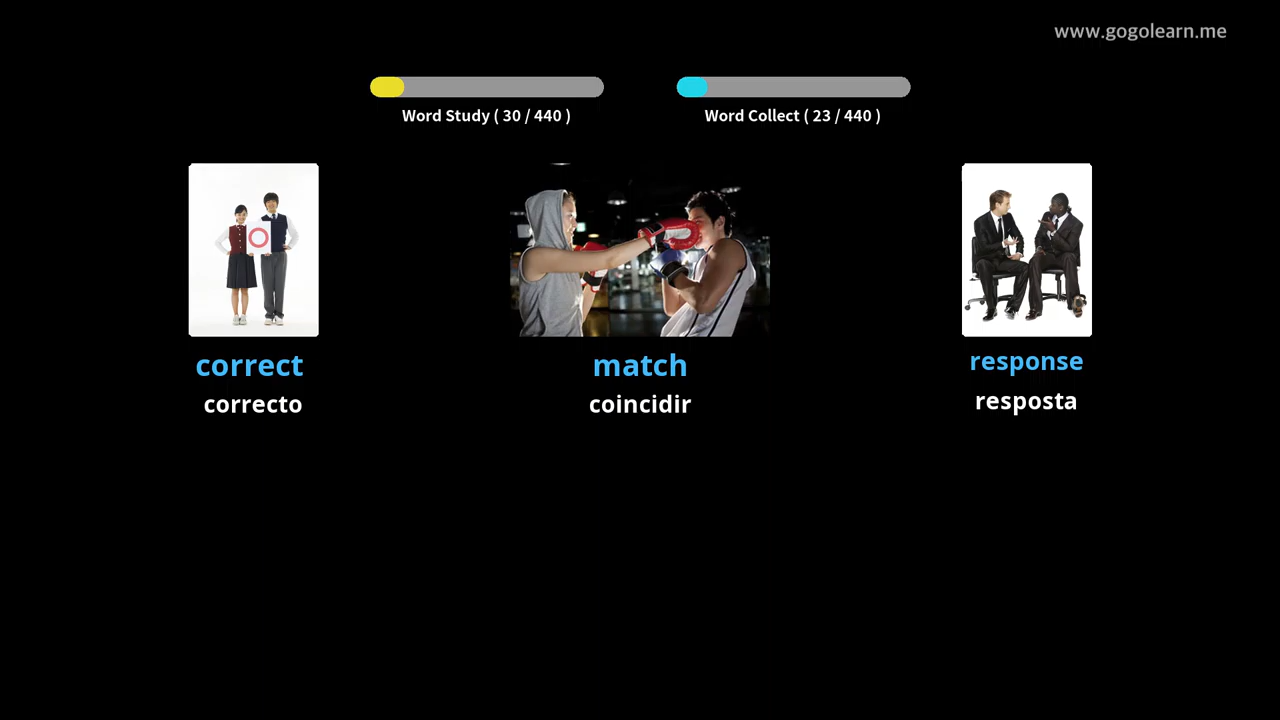 www.gogolearn.me
Word Study ( 30 / 440 )
Word Collect ( 23 / 440 )
correct
correcto
match
coincidir
response
resposta